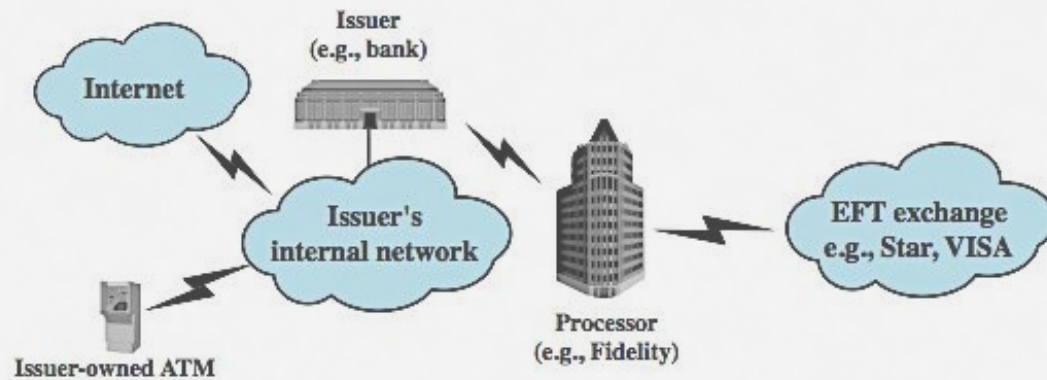 Issuer
(e.g., bank)
Internet
Issuer's
internal network
EFT exchange
e.g., Star, VISA
Processor
(e.g., Fidelity)
Issuer-owned ATM